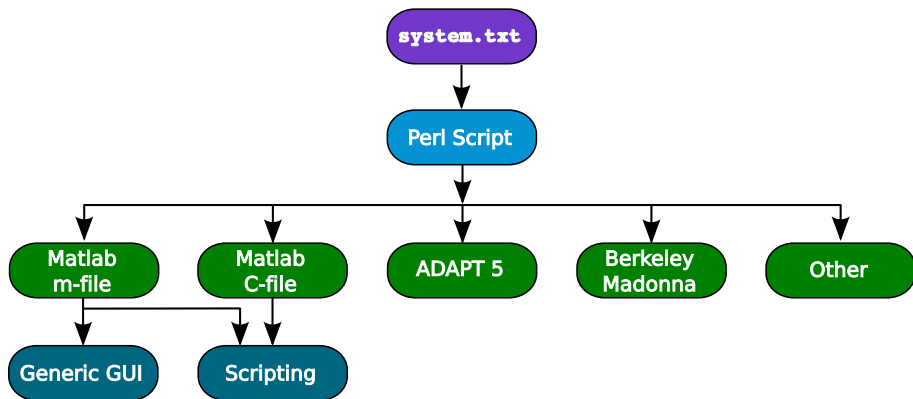 system.txt
Perl Script
Matlab
m-file
Matlab
C-file
ADAPT 5
Berkeley
Madonna
Other
Generic GUI
Scripting